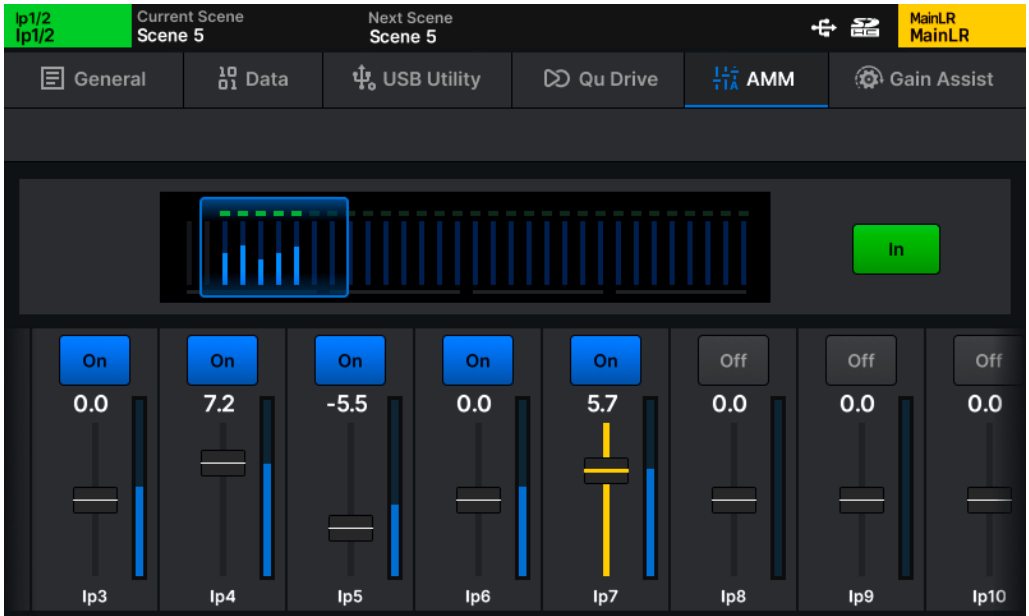 Ip1/2
Ip1/2
Current Scene
Scene 5
Next Scene
Scene 5
MainLR
MainLR
General
Data
USB Utility
Qu Drive
AMM
Gain Assist
In
On On On On On Off Off Off
0.0 7.2 -5.5 0.0 5.7 0.0 0.0 0.0
Ip3 Ip4 Ip5 Ip6 Ip7 Ip8 Ip9 Ip10